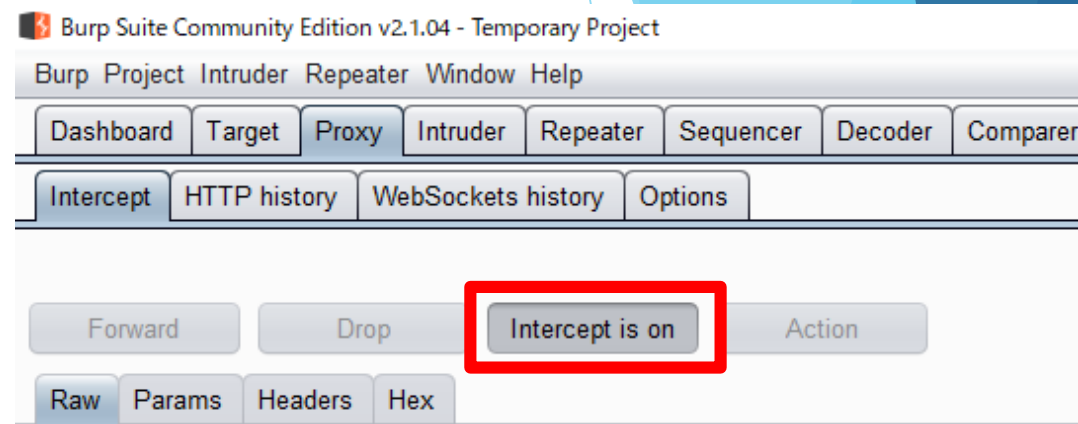 Burp Suite Community Edition v2.1.04 - Temporary Project
Burp Project Intruder Repeater Window Help
Dashboard Target Proxy Intruder Repeater Sequencer Decoder Comparer
Intercept HTTP history WebSockets history Options
Forward Drop Intercept is on Action
Raw Params Headers Hex